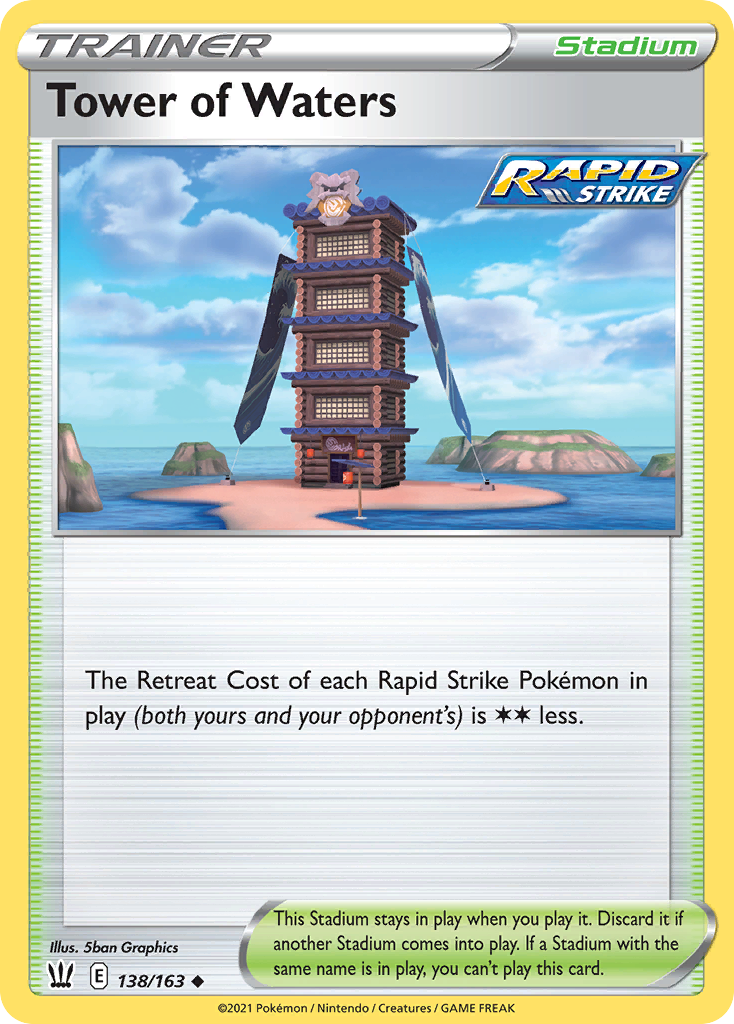 TRAINER
Stadium
Tower of Waters
RAPID
STRIKE
The Retreat Cost of each Rapid Strike Pokémon in
play (both yours and your opponent's) is ✶✶ less.
This Stadium stays in play when you play it. Discard it if
another Stadium comes into play. If a Stadium with the
same name is in play, you can't play this card.
Illus. 5ban Graphics
E 138/163 ◆
©2021 Pokémon / Nintendo / Creatures / GAME FREAK